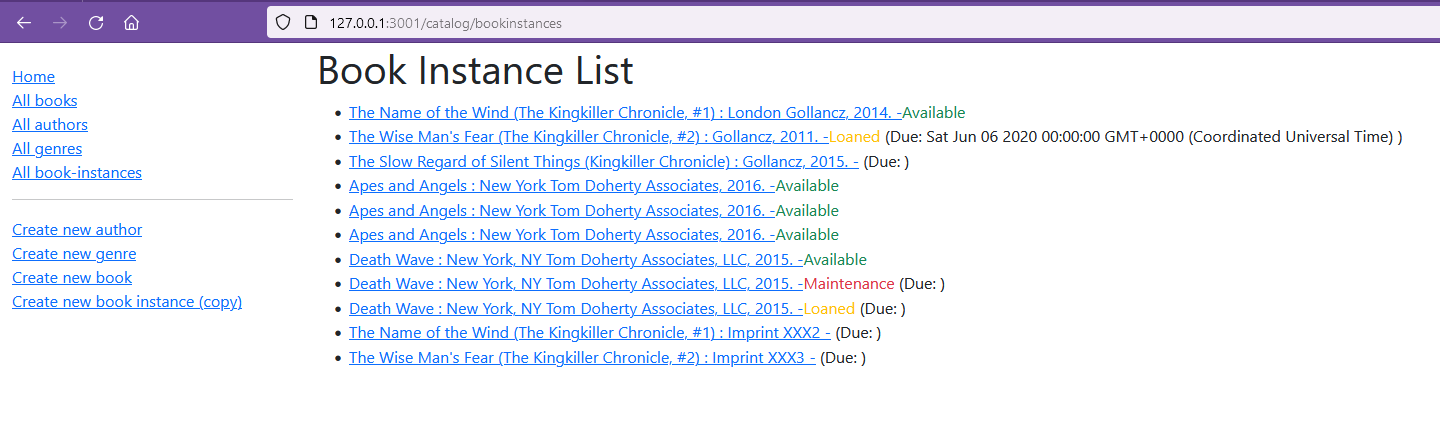 127.0.0.1:3001/catalog/bookinstances
Home
All books
All authors
All genres
All book-instances
Create new author
Create new genre
Create new book
Create new book instance (copy)
Book Instance List
The Name of the Wind (The Kingkiller Chronicle, #1) : London Gollancz, 2014. -Available
The Wise Man's Fear (The Kingkiller Chronicle, #2) : Gollancz, 2011. -Loaned (Due: Sat Jun 06 2020 00:00:00 GMT+0000 (Coordinated Universal Time) )
The Slow Regard of Silent Things (Kingkiller Chronicle) : Gollancz, 2015. - (Due: )
Apes and Angels : New York Tom Doherty Associates, 2016. -Available
Apes and Angels : New York Tom Doherty Associates, 2016. -Available
Apes and Angels : New York Tom Doherty Associates, 2016. -Available
Death Wave : New York, NY Tom Doherty Associates, LLC, 2015. -Available
Death Wave : New York, NY Tom Doherty Associates, LLC, 2015. -Maintenance (Due: )
Death Wave : New York, NY Tom Doherty Associates, LLC, 2015. -Loaned (Due: )
The Name of the Wind (The Kingkiller Chronicle, #1) : Imprint XXX2 - (Due: )
The Wise Man's Fear (The Kingkiller Chronicle, #2) : Imprint XXX3 - (Due: )